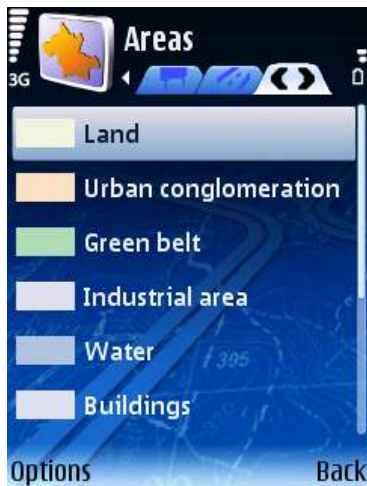 Areas
3G
Land
Urban conglomeration
Green belt
Industrial area
Water
395
Buildings
Options
Back